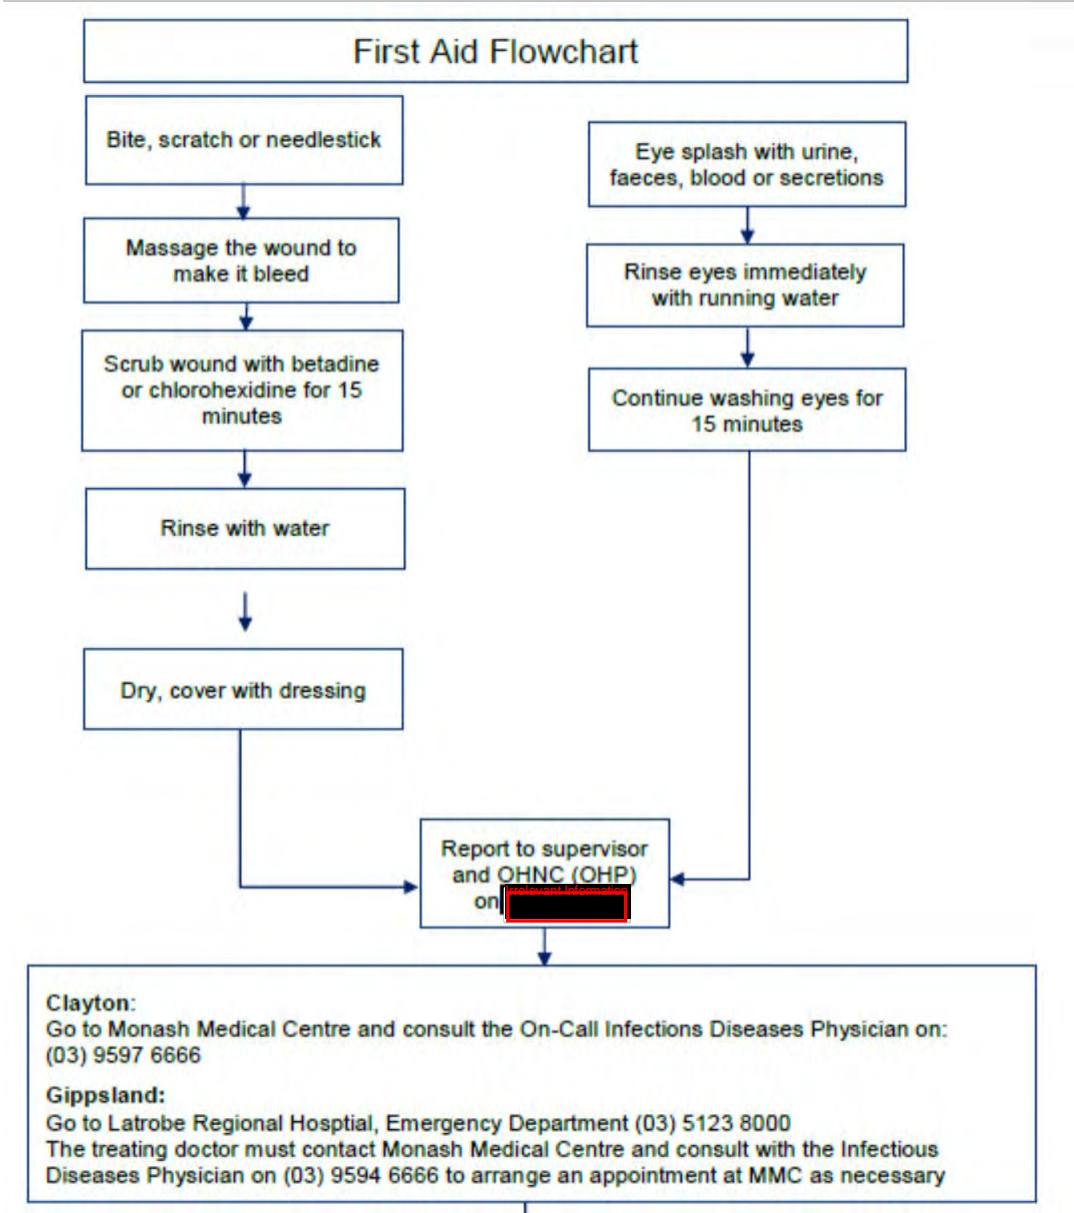 First Aid Flowchart
Bite, scratch or needlestick
Massage the wound to
make it bleed
Scrub wound with betadine
or chlorohexidine for 15
minutes
Rinse with water
Dry, cover with dressing
Eye splash with urine,
faeces, blood or secretions
Rinse eyes immediately
with running water
Continue washing eyes for
15 minutes
Report to supervisor
and OHNC (OHP)
on
Irrelevant Information
Clayton:
Go to Monash Medical Centre and consult the On-Call Infections Diseases Physician on:
(03) 9597 6666
Gippsland:
Go to Latrobe Regional Hosptial, Emergency Department (03) 5123 8000
The treating doctor must contact Monash Medical Centre and consult with the Infectious
Diseases Physician on (03) 9594 6666 to arrange an appointment at MMC as necessary